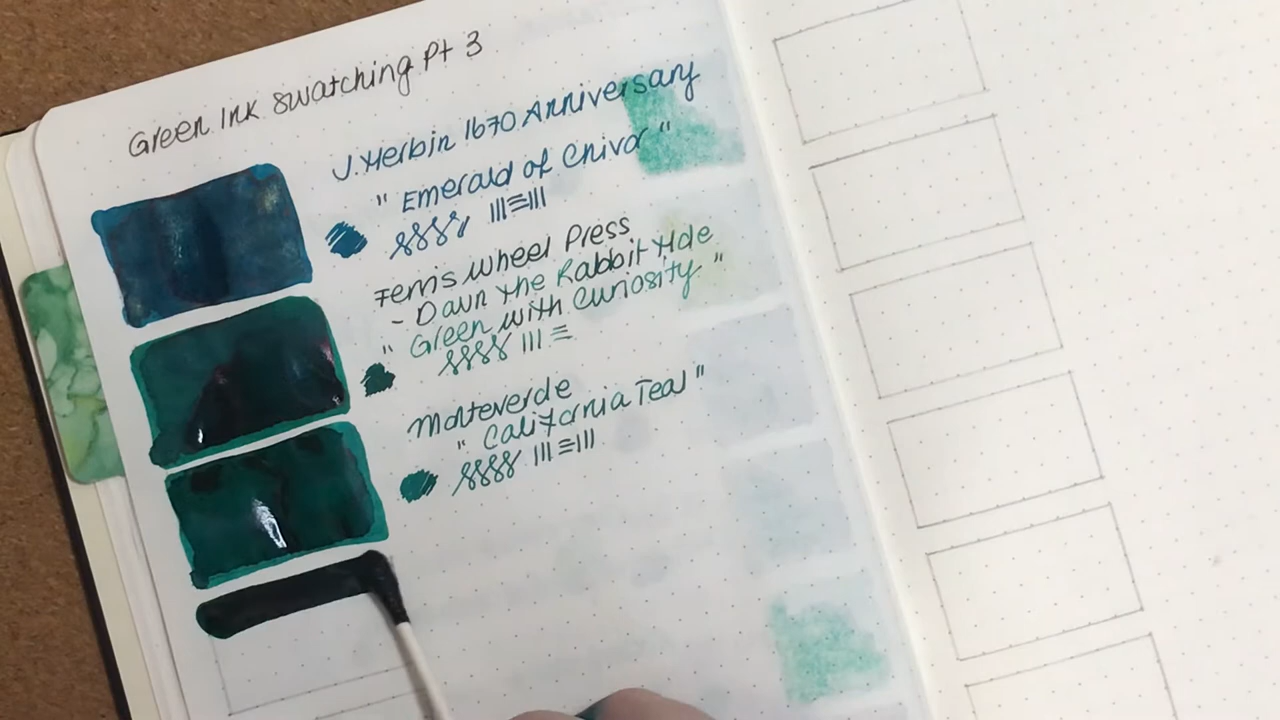 Green Ink Swatching Pt 3
J. Herbin 1670 Anniversary
" Emerald of Chivor "
Ferris Wheel Press
- Down the Rabbit Hole
" Green with Curiosity "
Monteverde
" California Teal "